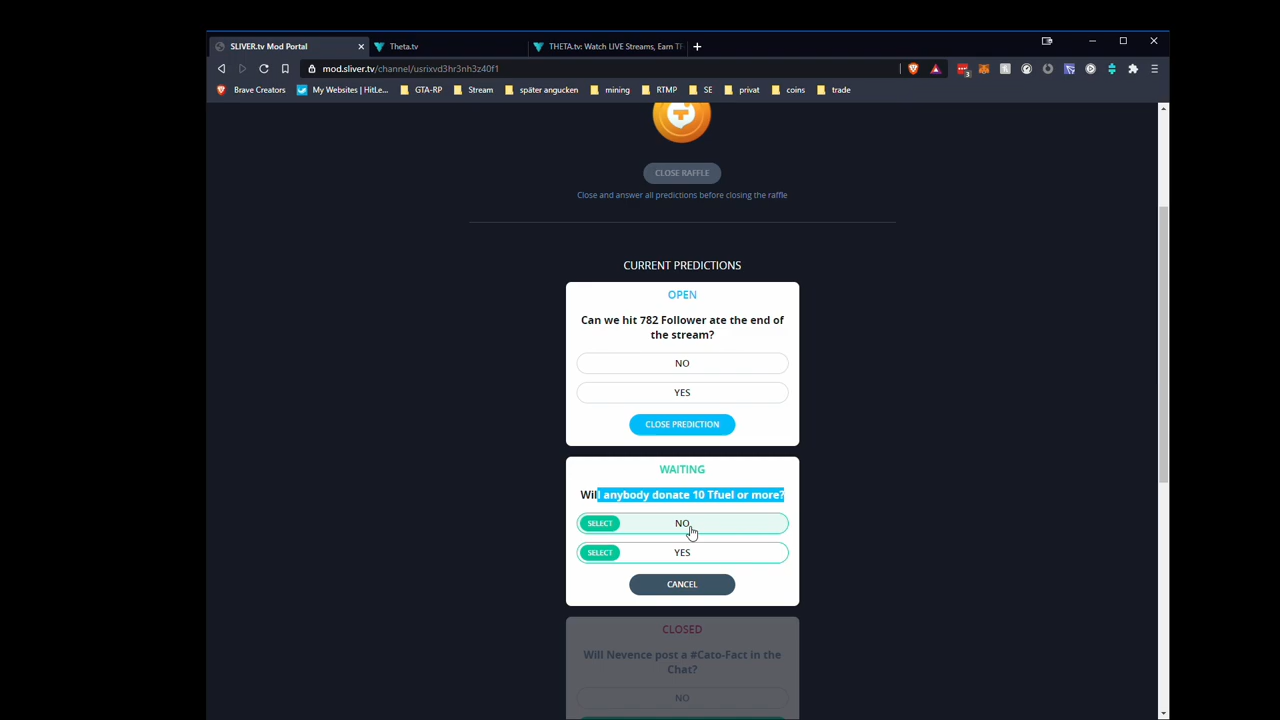 SLIVER.tv Mod Portal
Theta.tv
THETA.tv: Watch LIVE Streams, Earn TF
mod.sliver.tv/channel/usrixvd3hr3nh3z40f1
3
Brave Creators
My Websites | HitLe...
GTA-RP
Stream
später angucken
mining
RTMP
SE
privat
coins
trade
CLOSE RAFFLE
Close and answer all predictions before closing the raffle
CURRENT PREDICTIONS
OPEN
Can we hit 782 Follower ate the end of
the stream?
NO
YES
CLOSE PREDICTION
WAITING
Will anybody donate 10 Tfuel or more?
SELECT NO
SELECT YES
CANCEL
CLOSED
Will Nevence post a #Cato-Fact in the
Chat?
NO